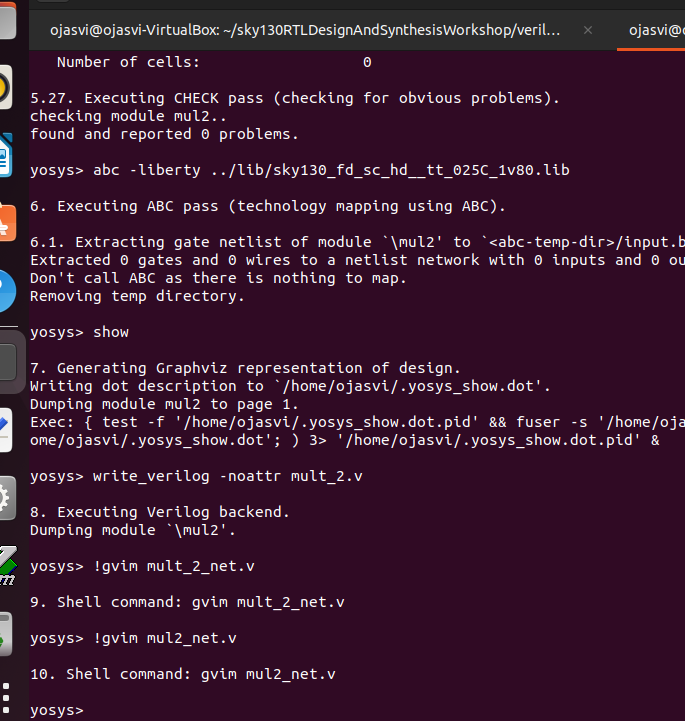 ojasvi@ojasvi-VirtualBox: ~/sky130RTLDesignAndSynthesisWorkshop/veril... × ojasvi@o
Number of cells: 0
5.27. Executing CHECK pass (checking for obvious problems).
checking module mul2..
found and reported 0 problems.
yosys> abc -liberty ../lib/sky130_fd_sc_hd__tt_025C_1v80.lib
6. Executing ABC pass (technology mapping using ABC).
6.1. Extracting gate netlist of module `\mul2' to `<abc-temp-dir>/input.b
Extracted 0 gates and 0 wires to a netlist network with 0 inputs and 0 ou
Don't call ABC as there is nothing to map.
Removing temp directory.
yosys> show
7. Generating Graphviz representation of design.
Writing dot description to `/home/ojasvi/.yosys_show.dot'.
Dumping module mul2 to page 1.
Exec: { test -f '/home/ojasvi/.yosys_show.dot.pid' && fuser -s '/home/oja
ome/ojasvi/.yosys_show.dot'; ) 3> '/home/ojasvi/.yosys_show.dot.pid' &
yosys> write_verilog -noattr mult_2.v
8. Executing Verilog backend.
Dumping module `\mul2'.
yosys> !gvim mult_2_net.v
9. Shell command: gvim mult_2_net.v
yosys> !gvim mul2_net.v
10. Shell command: gvim mul2_net.v
yosys>